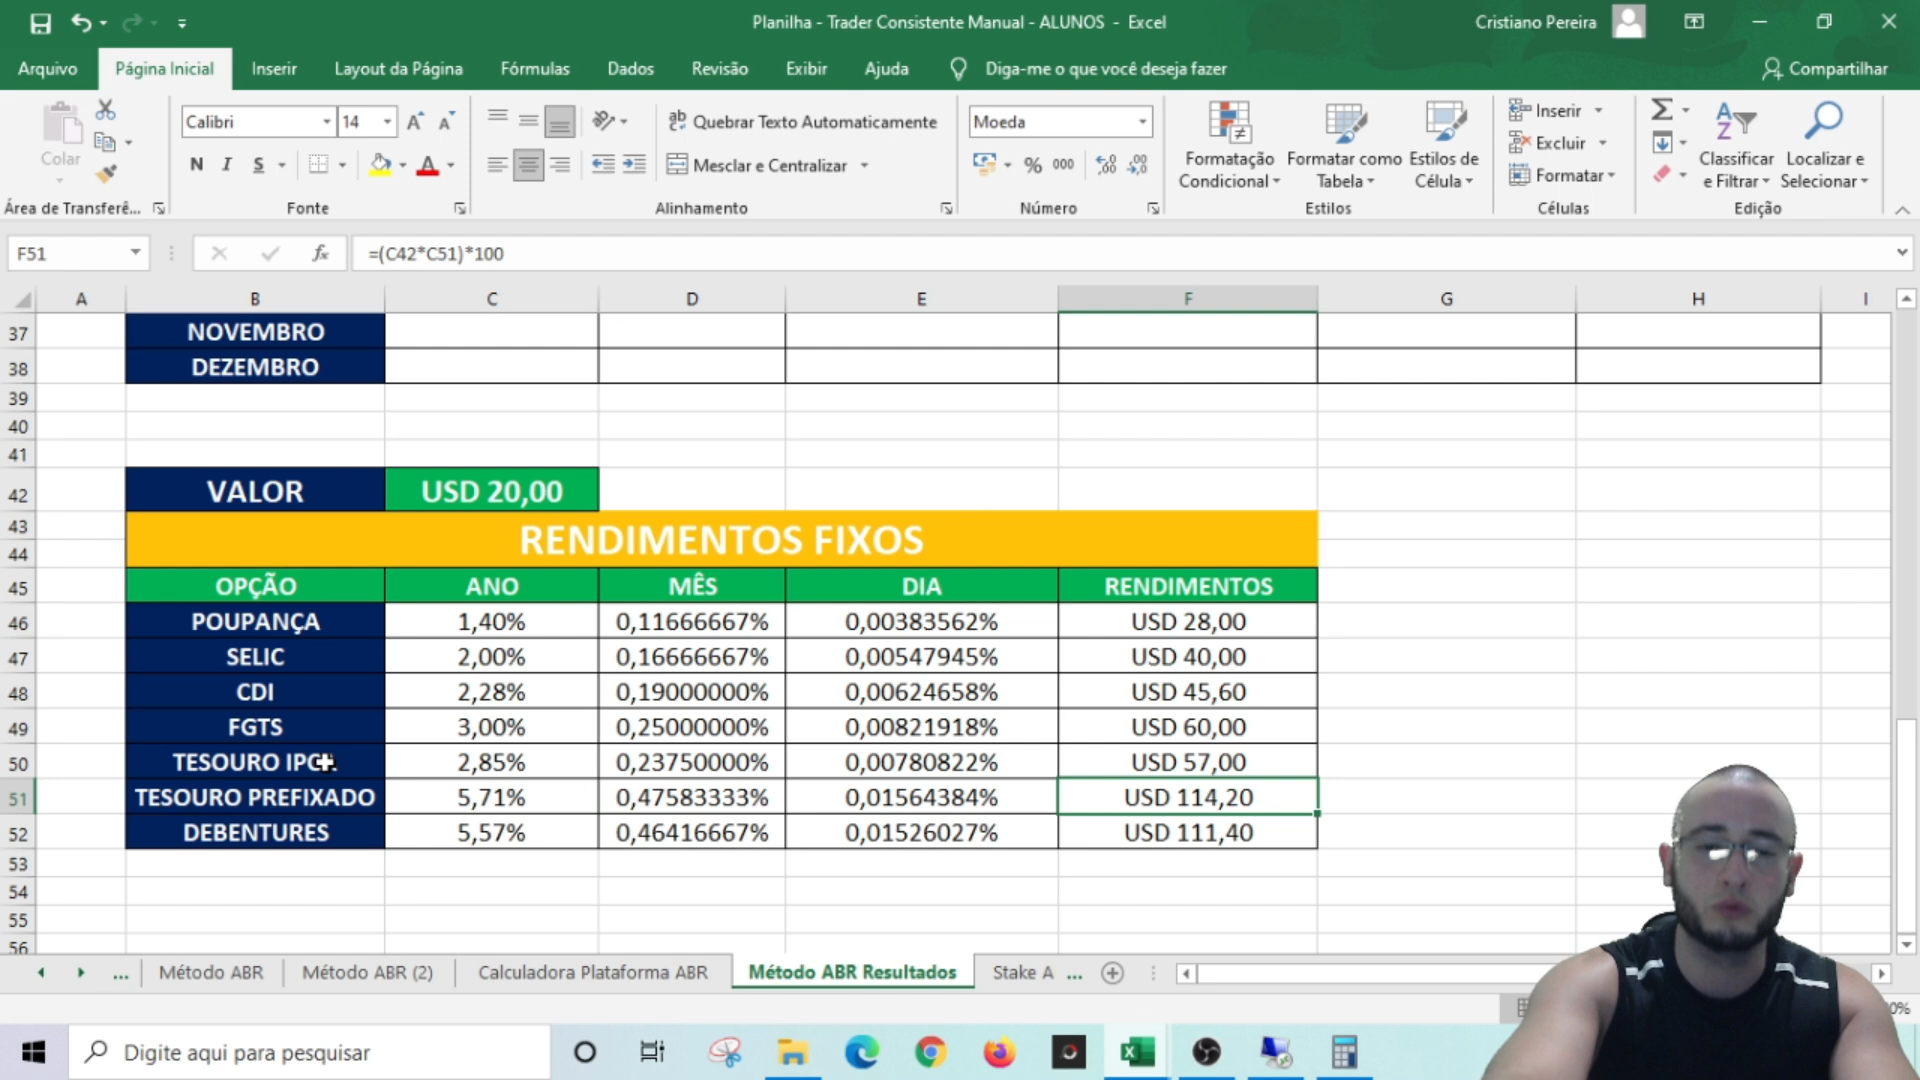 Planilha - Trader Consistente Manual - ALUNOS - Excel
Cristiano Pereira
Arquivo
Página Inicial
Inserir
Layout da Página
Fórmulas
Dados
Revisão
Exibir
Ajuda
Diga-me o que você deseja fazer
Compartilhar
Colar
Calibri
14
N I S
Quebrar Texto Automaticamente
Mesclar e Centralizar
Moeda
% 000
Formatação Condicional
Formatar como Tabela
Estilos de Célula
Inserir
Excluir
Formatar
Classificar e Filtrar
Localizar e Selecionar
Área de Transferê...
Fonte
Alinhamento
Número
Estilos
Células
Edição
F51
fx
=(C42*C51)*100
A B C D E F G H I
37 NOVEMBRO
38 DEZEMBRO
39
40
41
42 VALOR USD 20,00
43
RENDIMENTOS FIXOS
44
45 OPÇÃO ANO MÊS DIA RENDIMENTOS
46 POUPANÇA 1,40% 0,11666667% 0,00383562% USD 28,00
47 SELIC 2,00% 0,16666667% 0,00547945% USD 40,00
48 CDI 2,28% 0,19000000% 0,00624658% USD 45,60
49 FGTS 3,00% 0,25000000% 0,00821918% USD 60,00
50 TESOURO 2,85% 0,23750000% 0,00780822% USD 57,00
51 TESOURO PREFIXADO 5,71% 0,47583333% 0,01564384% USD 114,20
52 DEBENTURES 5,57% 0,46416667% 0,01526027% USD 111,40
53
54
55
56
... Método ABR
Método ABR (2)
Calculadora Plataforma ABR
Método ABR Resultados
Stake A ...
Digite aqui para pesquisar